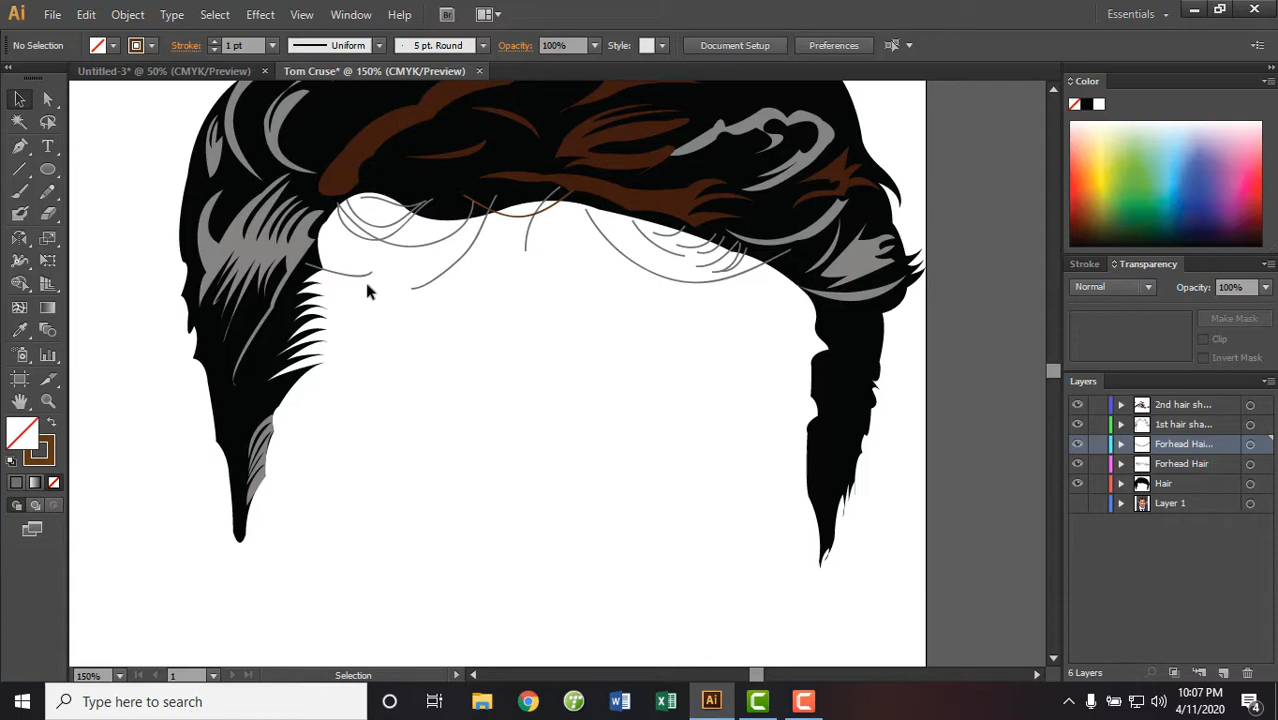 Ai File Edit Object Type Select Effect View Window Help Br Essentials
No Selection Stroke: 1 pt Uniform 5 pt. Round Opacity: 100% Style: Document Setup Preferences
Untitled-3* @ 50% (CMYK/Preview) × Tom Cruse* @ 150% (CMYK/Preview) ×
Color
Stroke Transparency
Normal Opacity: 100%
Make Mask
Clip
Invert Mask
Layers
2nd hair sh...
1st hair sha...
Forhead Hai...
Forhead Hair
Hair
Layer 1
150% 1 Selection 6 Layers
Type here to search
10:07 PM
4/11/2020
4